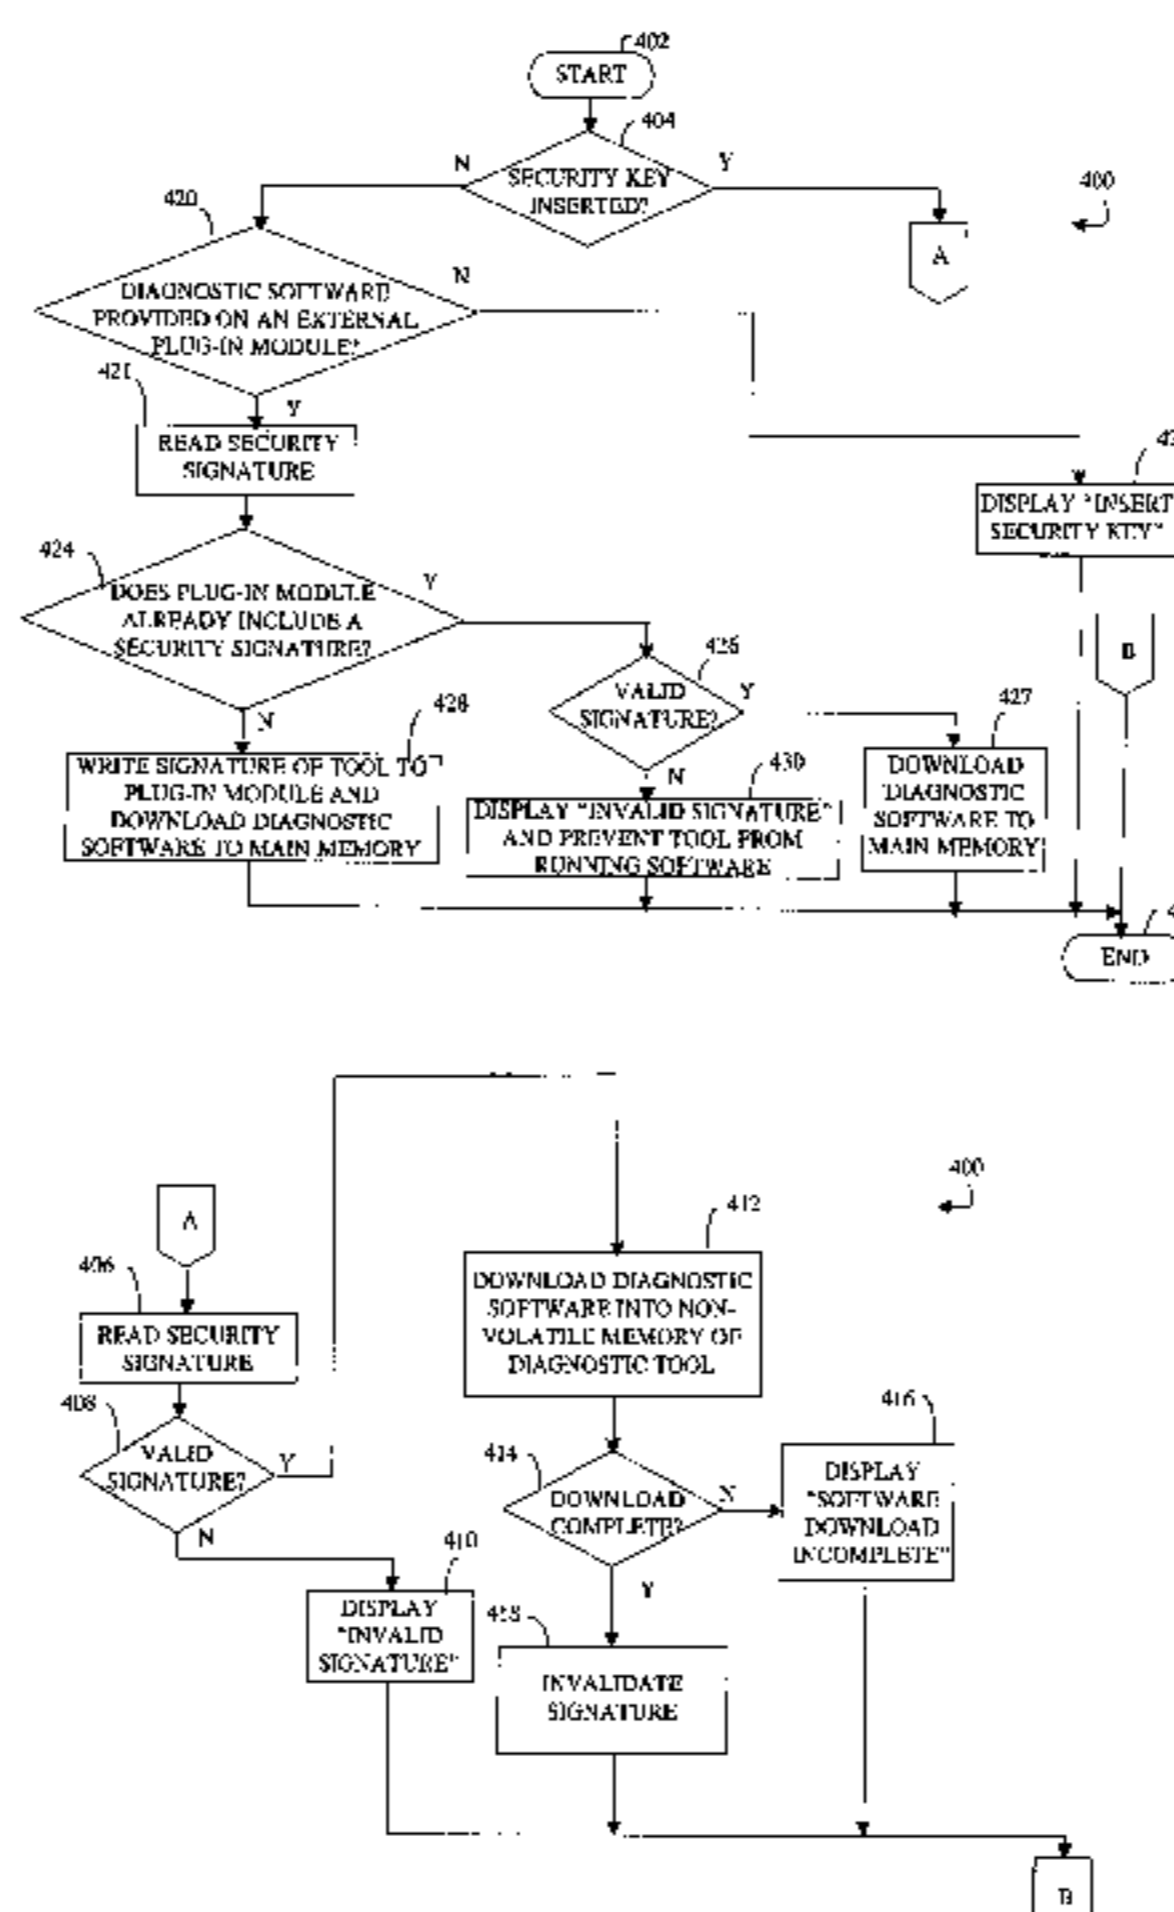 402
START
404
N
SECURITY KEY
INSERTED?
Y
400
420
A
N
DIAGNOSTIC SOFTWARE
PROVIDED ON AN EXTERNAL
PLUG-IN MODULE?
421
Y
READ SECURITY
SIGNATURE
DISPLAY "INSERT
SECURITY KEY"
424
DOES PLUG-IN MODULE
ALREADY INCLUDE A
SECURITY SIGNATURE?
Y
B
426
VALID
SIGNATURE?
Y
N
428
427
WRITE SIGNATURE OF TOOL TO
PLUG-IN MODULE AND
DOWNLOAD DIAGNOSTIC
SOFTWARE TO MAIN MEMORY
N
430
DISPLAY "INVALID SIGNATURE"
AND PREVENT TOOL FROM
RUNNING SOFTWARE
DOWNLOAD
DIAGNOSTIC
SOFTWARE TO
MAIN MEMORY
END
400
A
412
406
READ SECURITY
SIGNATURE
DOWNLOAD DIAGNOSTIC
SOFTWARE INTO NON-
VOLATILE MEMORY OF
DIAGNOSTIC TOOL
408
VALID
SIGNATURE?
Y
N
414
DOWNLOAD
COMPLETE?
N
416
DISPLAY
"SOFTWARE
DOWNLOAD
INCOMPLETE"
410
DISPLAY
"INVALID
SIGNATURE"
Y
INVALIDATE
SIGNATURE
B